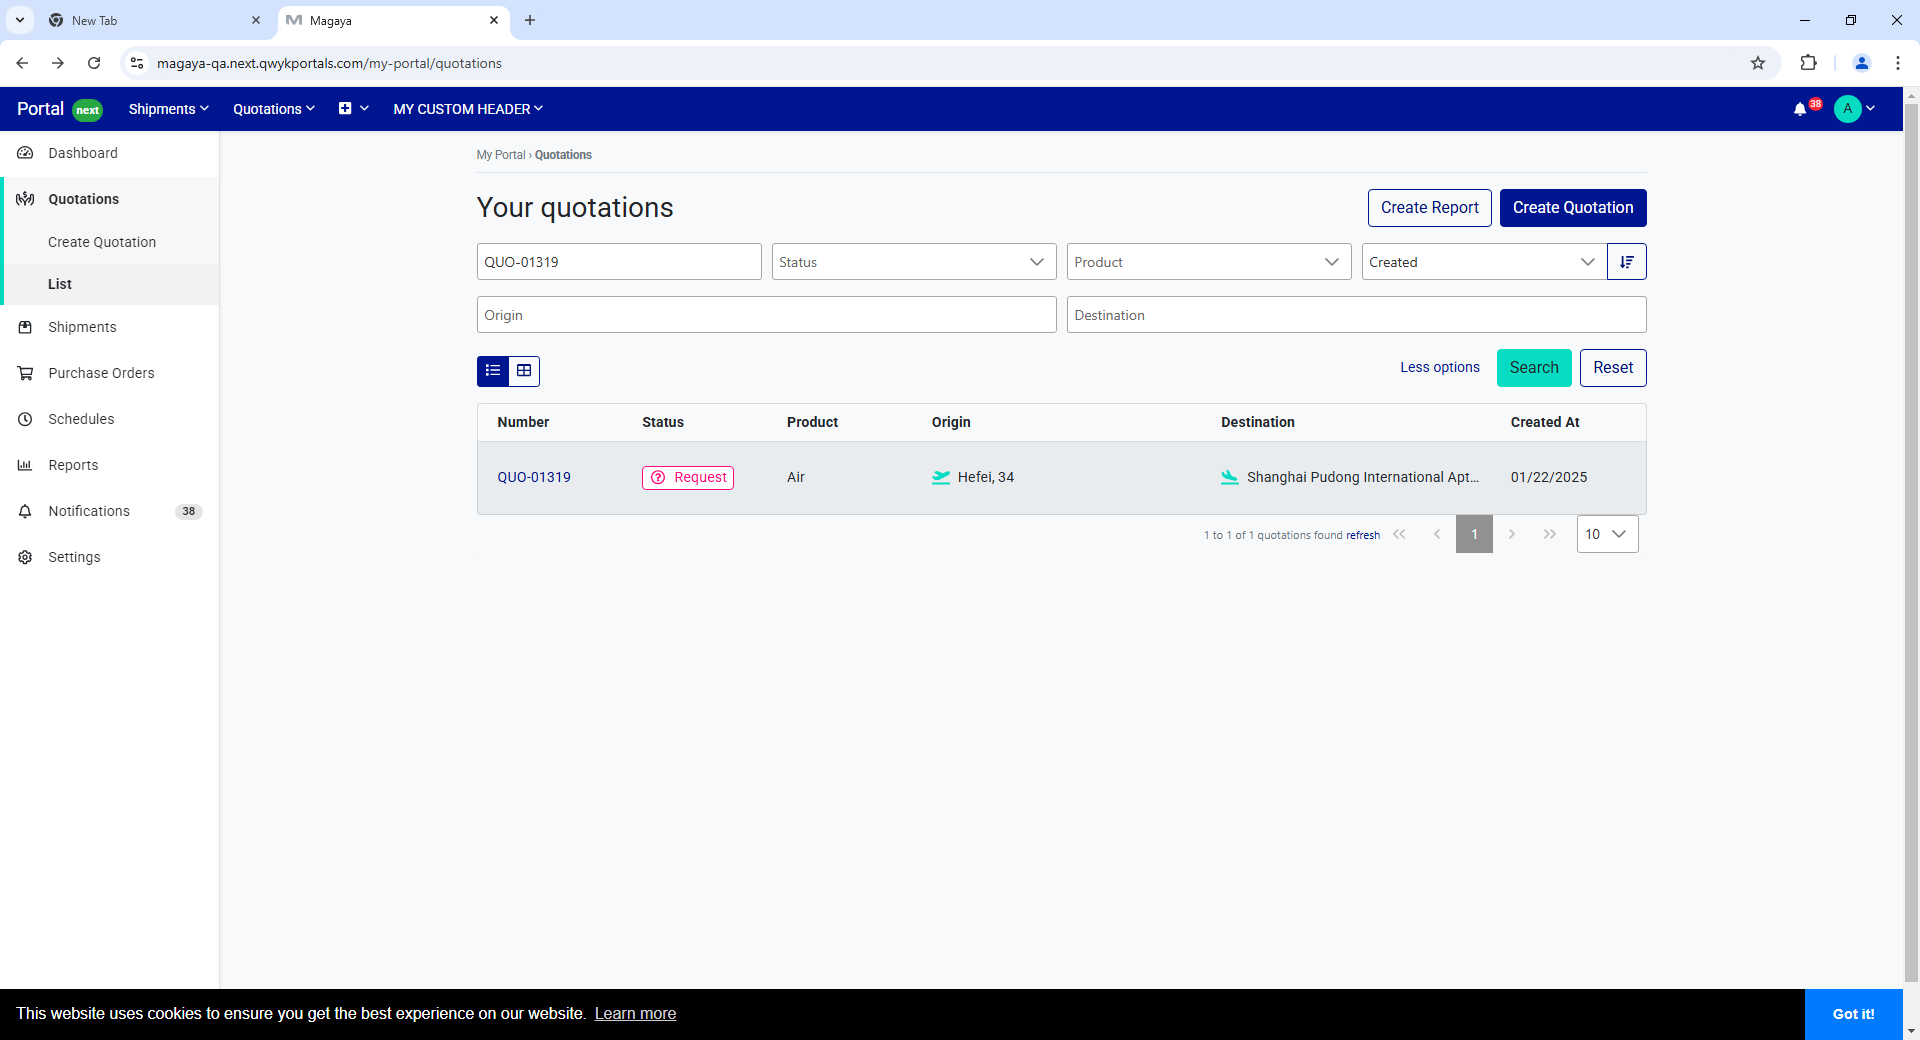 New Tab
Magaya
magaya-qa.next.qwykportals.com/my-portal/quotations
Portal next Shipments Quotations MY CUSTOM HEADER 38 A
Dashboard
Quotations
Create Quotation
List
Shipments
Purchase Orders
Schedules
Reports
Notifications 38
Settings
My Portal › Quotations
Your quotations
Create Report Create Quotation
QUO-01319 Status Product Created
Origin Destination
Less options Search Reset
Number Status Product Origin Destination Created At
QUO-01319 Request Air Hefei, 34 Shanghai Pudong International Apt... 01/22/2025
1 to 1 of 1 quotations found refresh 1 10
This website uses cookies to ensure you get the best experience on our website. Learn more Got it!